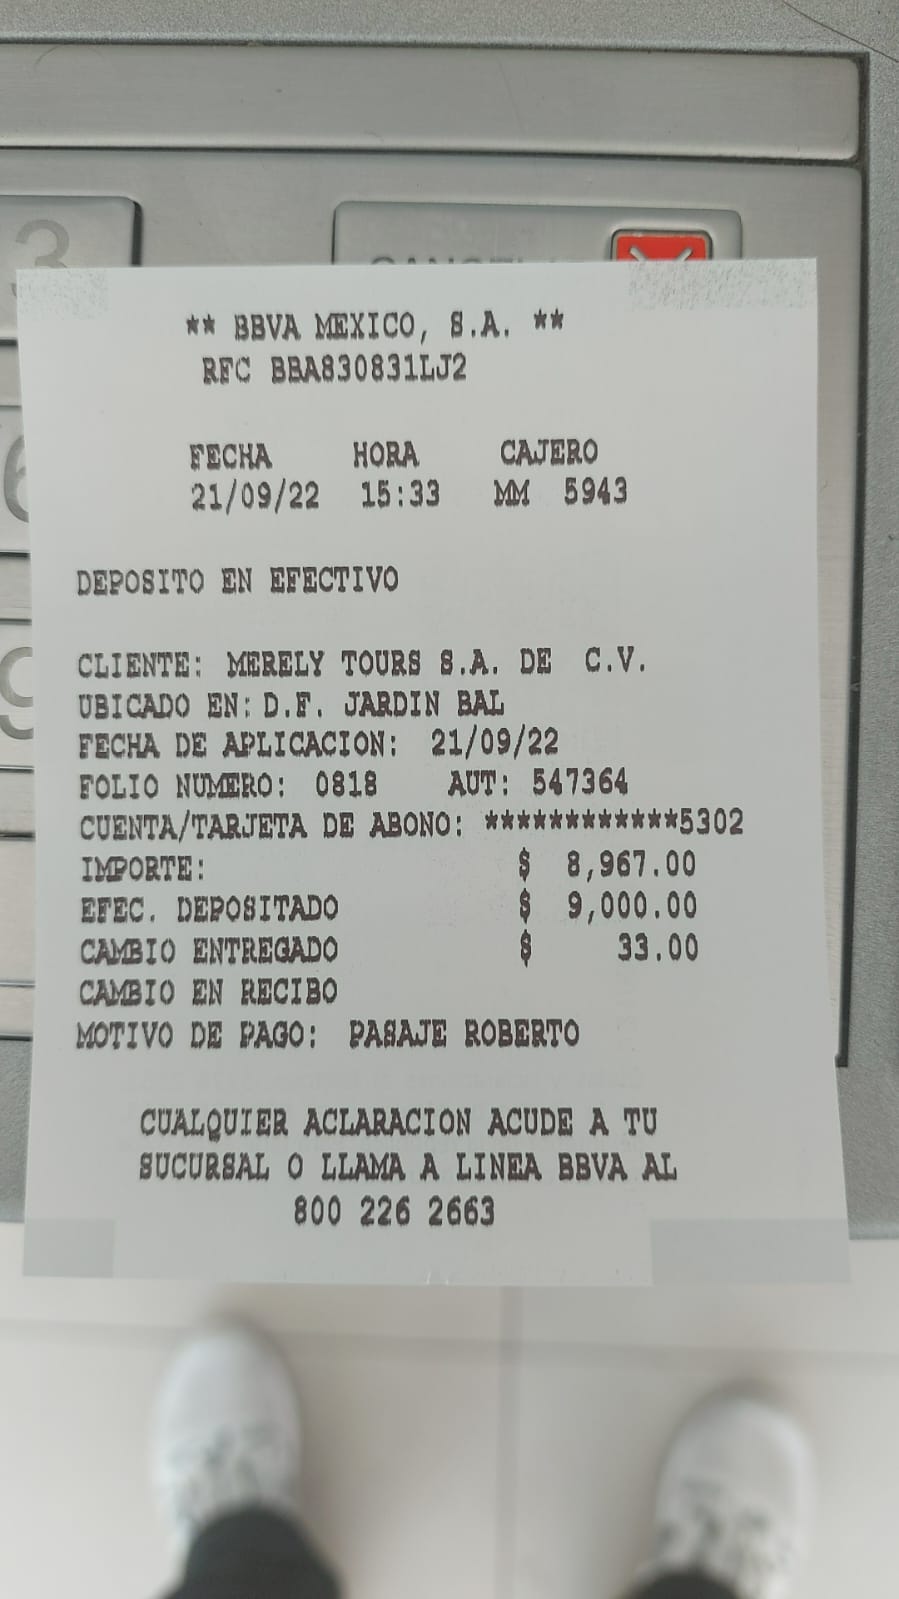 3
6
9
** BBVA MEXICO, S.A. **
RFC BBA830831LJ2
FECHA HORA CAJERO
21/09/22 15:33 MM 5943
DEPOSITO EN EFECTIVO
CLIENTE: MERELY TOURS S.A. DE C.V.
UBICADO EN: D.F. JARDIN BAL
FECHA DE APLICACION: 21/09/22
FOLIO NUMERO: 0818 AUT: 547364
CUENTA/TARJETA DE ABONO: ************5302
IMPORTE: $ 8,967.00
EFEC. DEPOSITADO $ 9,000.00
CAMBIO ENTREGADO $ 33.00
CAMBIO EN RECIBO
MOTIVO DE PAGO: PASAJE ROBERTO
CUALQUIER ACLARACION ACUDE A TU
SUCURSAL O LLAMA A LINEA BBVA AL
800 226 2663